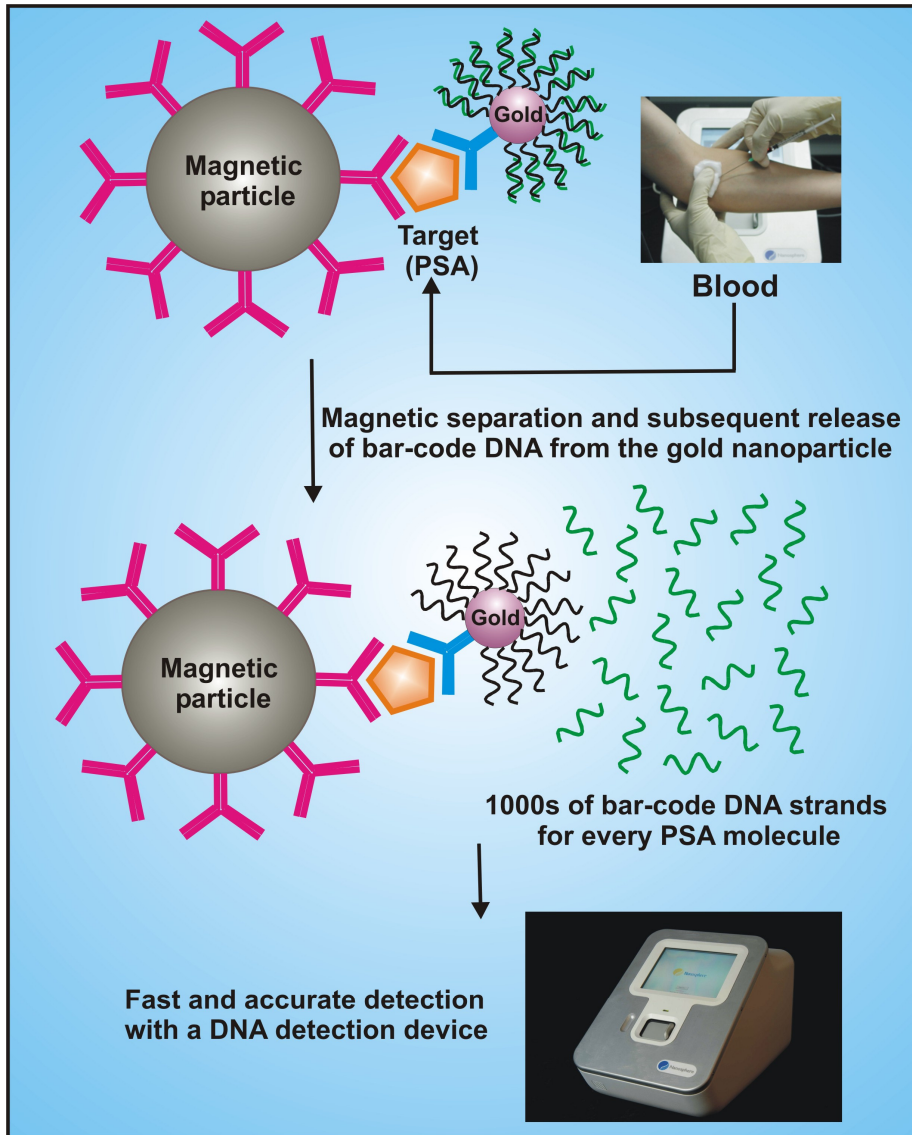 Magnetic
particle
Gold
Target
(PSA)
Blood
Magnetic separation and subsequent release
of bar-code DNA from the gold nanoparticle
Magnetic
particle
Gold
1000s of bar-code DNA strands
for every PSA molecule
Fast and accurate detection
with a DNA detection device
Nanosphere